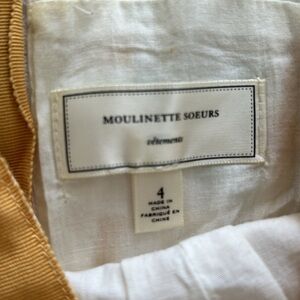 MOULINETTE SOEURS
vêtements
4
MADE IN
CHINA
FABRIQUÉ EN
CHINE